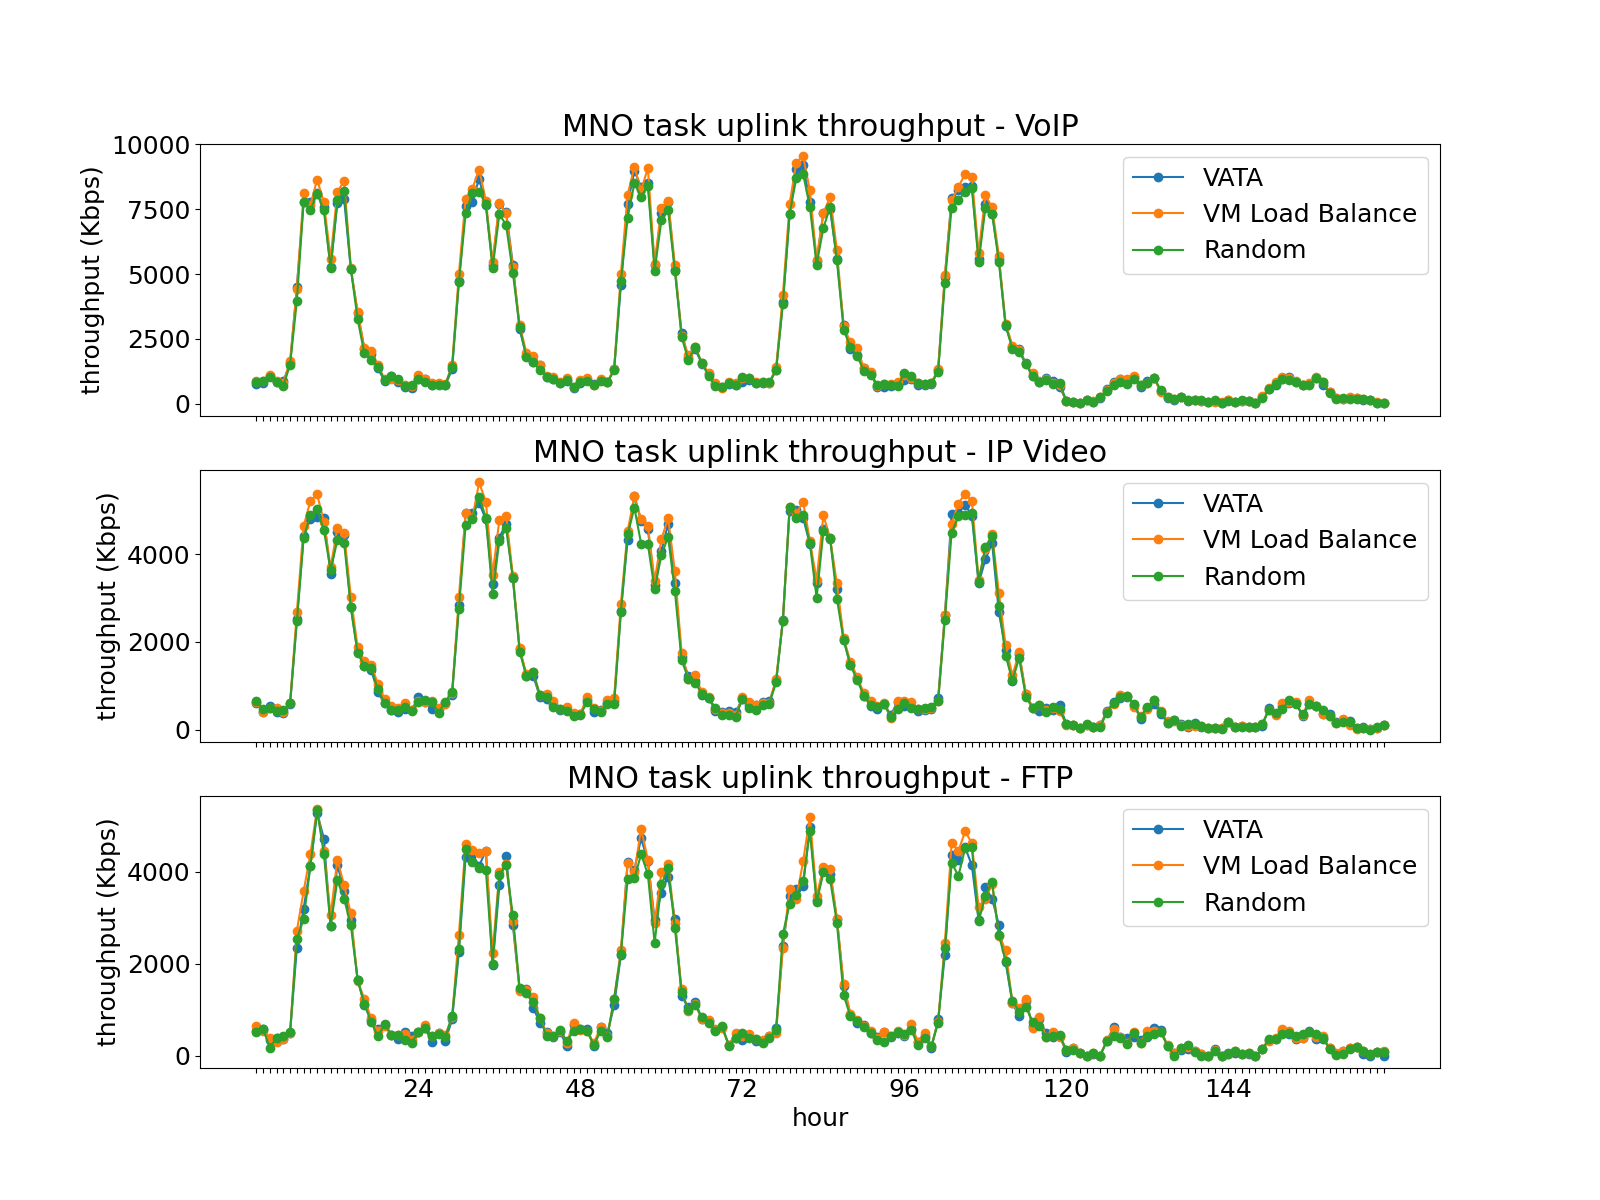 MNO task uplink throughput - VoIP
10000
7500
5000
2500
0
throughput (Kbps)
VATA
VM Load Balance
Random
MNO task uplink throughput - IP Video
4000
2000
0
throughput (Kbps)
VATA
VM Load Balance
Random
MNO task uplink throughput - FTP
4000
2000
0
throughput (Kbps)
VATA
VM Load Balance
Random
24 48 72 96 120 144
hour